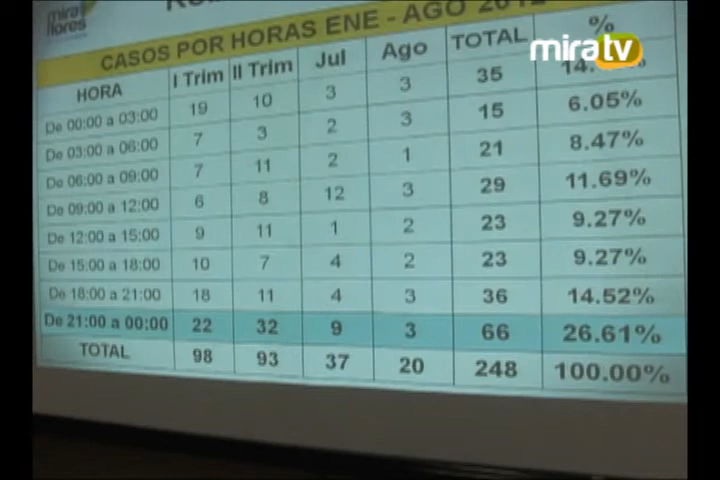 mira
flores
CASOS POR HORAS ENE - AGO 2012
miratv
HORA I Trim II Trim Jul Ago TOTAL %
De 00:00 a 03:00 19 10 3 3 35 14.
De 03:00 a 06:00 7 3 2 3 15 6.05%
De 06:00 a 09:00 7 11 2 1 21 8.47%
De 09:00 a 12:00 6 8 12 3 29 11.69%
De 12:00 a 15:00 9 11 1 2 23 9.27%
De 15:00 a 18:00 10 7 4 2 23 9.27%
De 18:00 a 21:00 18 11 4 3 36 14.52%
De 21:00 a 00:00 22 32 9 3 66 26.61%
TOTAL 98 93 37 20 248 100.00%